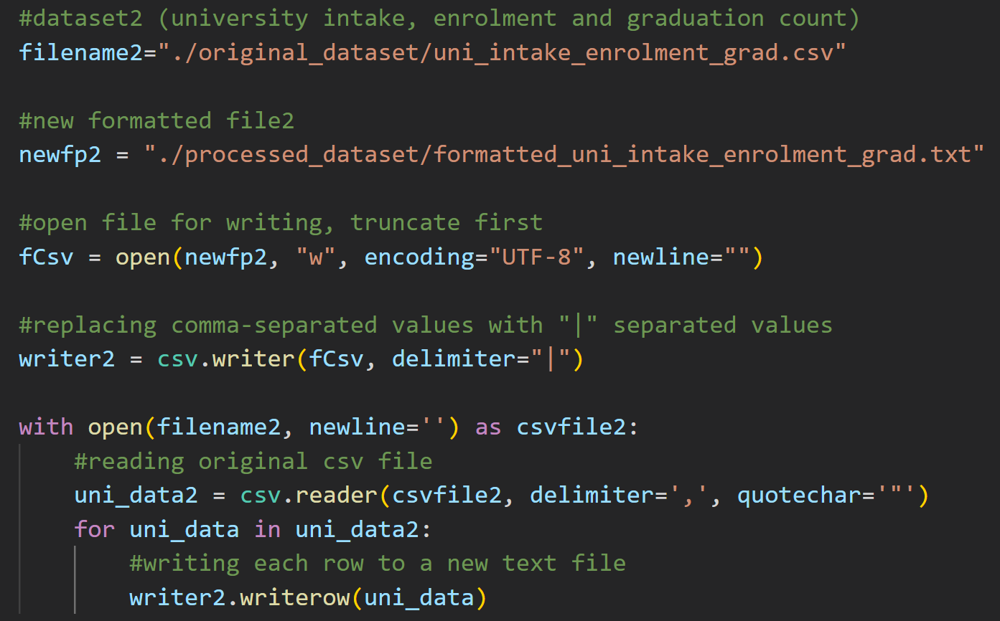 #dataset2 (university intake, enrolment and graduation count)
filename2="./original_dataset/uni_intake_enrolment_grad.csv"
#new formatted file2
newfp2 = "./processed_dataset/formatted_uni_intake_enrolment_grad.txt"
#open file for writing, truncate first
fCsv = open(newfp2, "w", encoding="UTF-8", newline="")
#replacing comma-separated values with "|" separated values
writer2 = csv.writer(fCsv, delimiter="|")
with open(filename2, newline='') as csvfile2:
    #reading original csv file
    uni_data2 = csv.reader(csvfile2, delimiter=',', quotechar='"')
    for uni_data in uni_data2:
        #writing each row to a new text file
        writer2.writerow(uni_data)